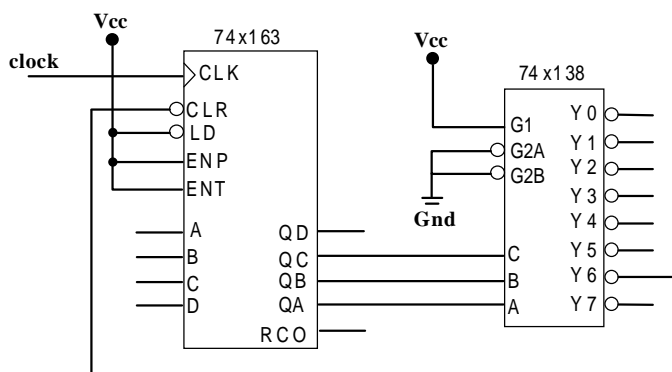 Vcc
74x163
clock
CLK
CLR
LD
ENP
ENT
A
B
C
D
QD
QC
QB
QA
RCO
Vcc
74x138
G1
G2A
G2B
Gnd
C
B
A
Y0
Y1
Y2
Y3
Y4
Y5
Y6
Y7